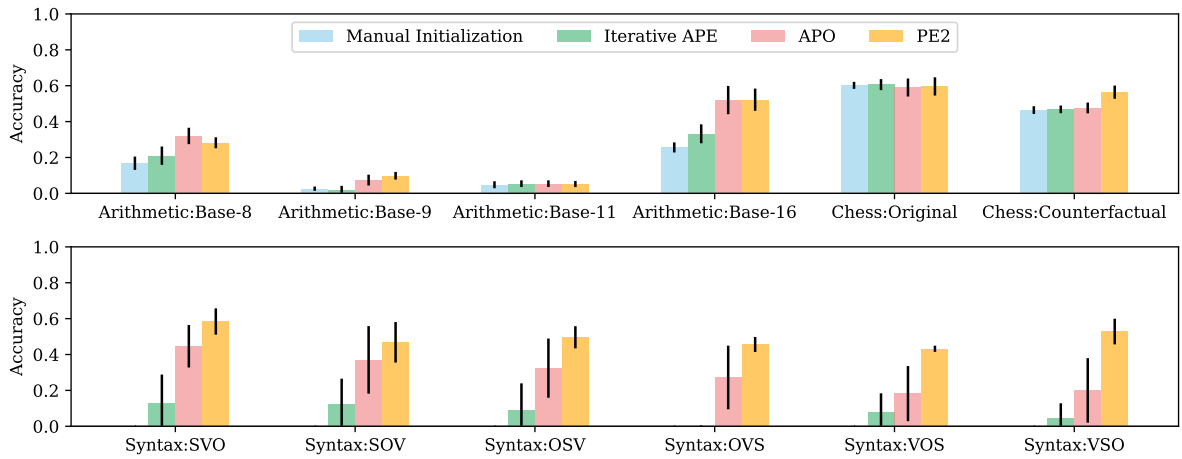 1.0
0.8
0.6
0.4
0.2
0.0
Accuracy
Manual Initialization Iterative APE APO PE2
Arithmetic:Base-8 Arithmetic:Base-9 Arithmetic:Base-11 Arithmetic:Base-16 Chess:Original Chess:Counterfactual
1.0
0.8
0.6
0.4
0.2
0.0
Accuracy
Syntax:SVO Syntax:SOV Syntax:OSV Syntax:OVS Syntax:VOS Syntax:VSO